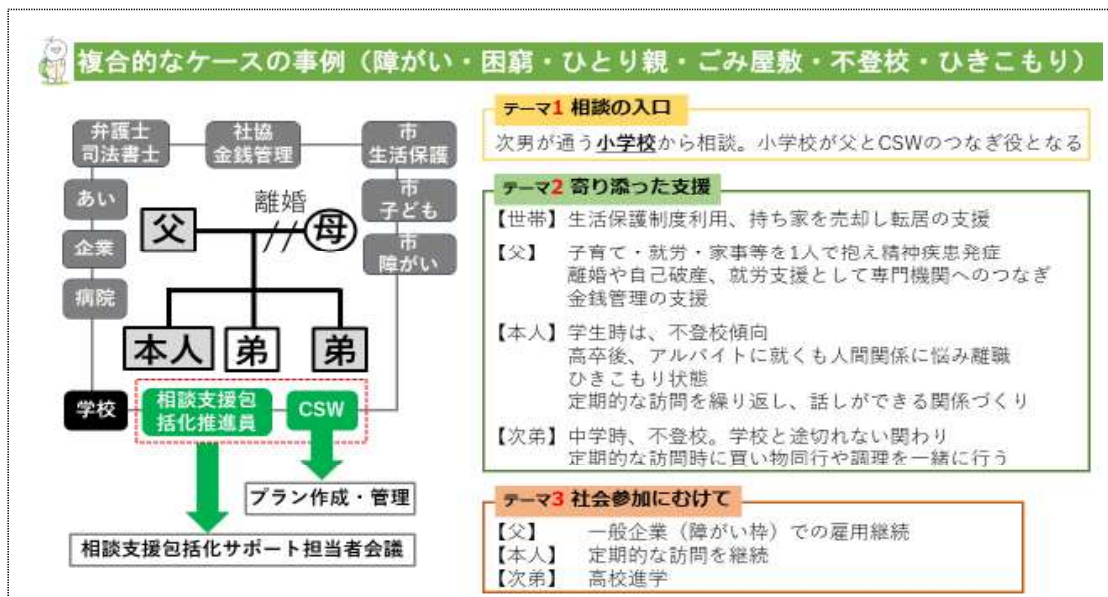 複合的なケースの事例（障がい・困窮・ひとり親・ごみ屋敷・不登校・ひきこもり）
弁護士
司法書士
社協
金銭管理
市
生活保護
あい
企業
病院
市
子ども
市
障がい
離婚
父
母
本人
弟
弟
学校
相談支援包
括化推進員
CSW
プラン作成・管理
相談支援包括化サポート担当者会議
テーマ1 相談の入口
次男が通う小学校から相談。小学校が父とCSWのつなぎ役となる
テーマ2 寄り添った支援
【世帯】生活保護制度利用、持ち家を売却し転居の支援
【父】 子育て・就労・家事等を1人で抱え精神疾患発症
離婚や自己破産、就労支援として専門機関へのつなぎ
金銭管理の支援
【本人】学生時は、不登校傾向
高卒後、アルバイトに就くも人間関係に悩み離職
ひきこもり状態
定期的な訪問を繰り返し、話しができる関係づくり
【次弟】中学時、不登校。学校と途切れない関わり
定期的な訪問時に買い物同行や調理を一緒に行う
テーマ3 社会参加にむけて
【父】 一般企業（障がい枠）での雇用継続
【本人】 定期的な訪問を継続
【次弟】 高校進学